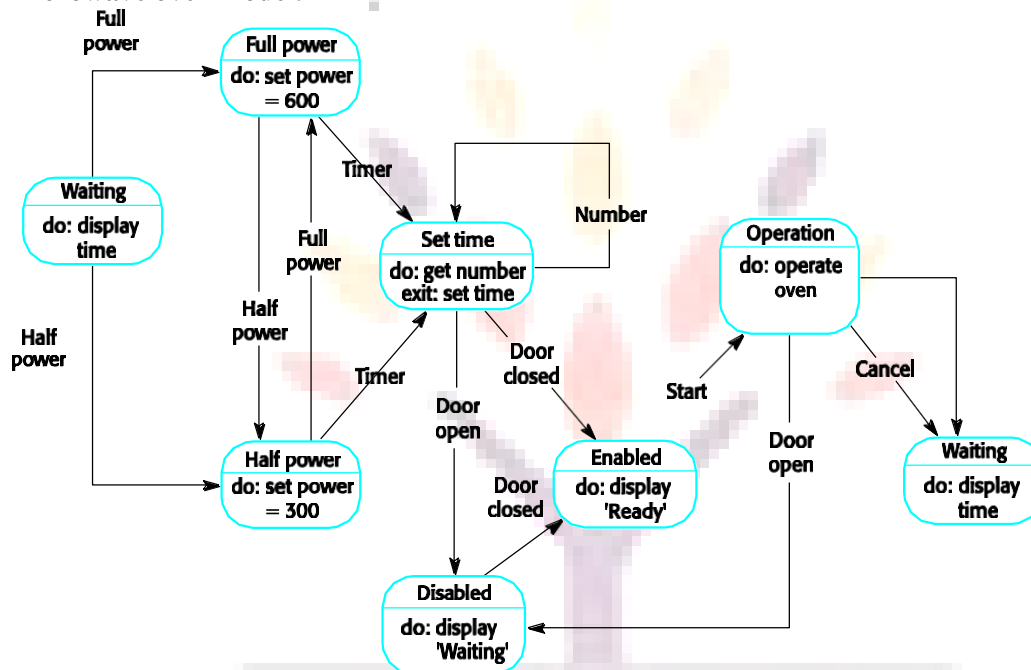 Full
power
Full power
do: set power
= 600
Timer
Waiting
do: display
time
Full
power
Set time
do: get number
exit: set time
Number
Operation
do: operate
oven
Half
power
Half
power
Timer
Door
closed
Start
Cancel
Door
open
Door
open
Half power
do: set power
= 300
Door
closed
Enabled
do: display
'Ready'
Waiting
do: display
time
Disabled
do: display
'Waiting'